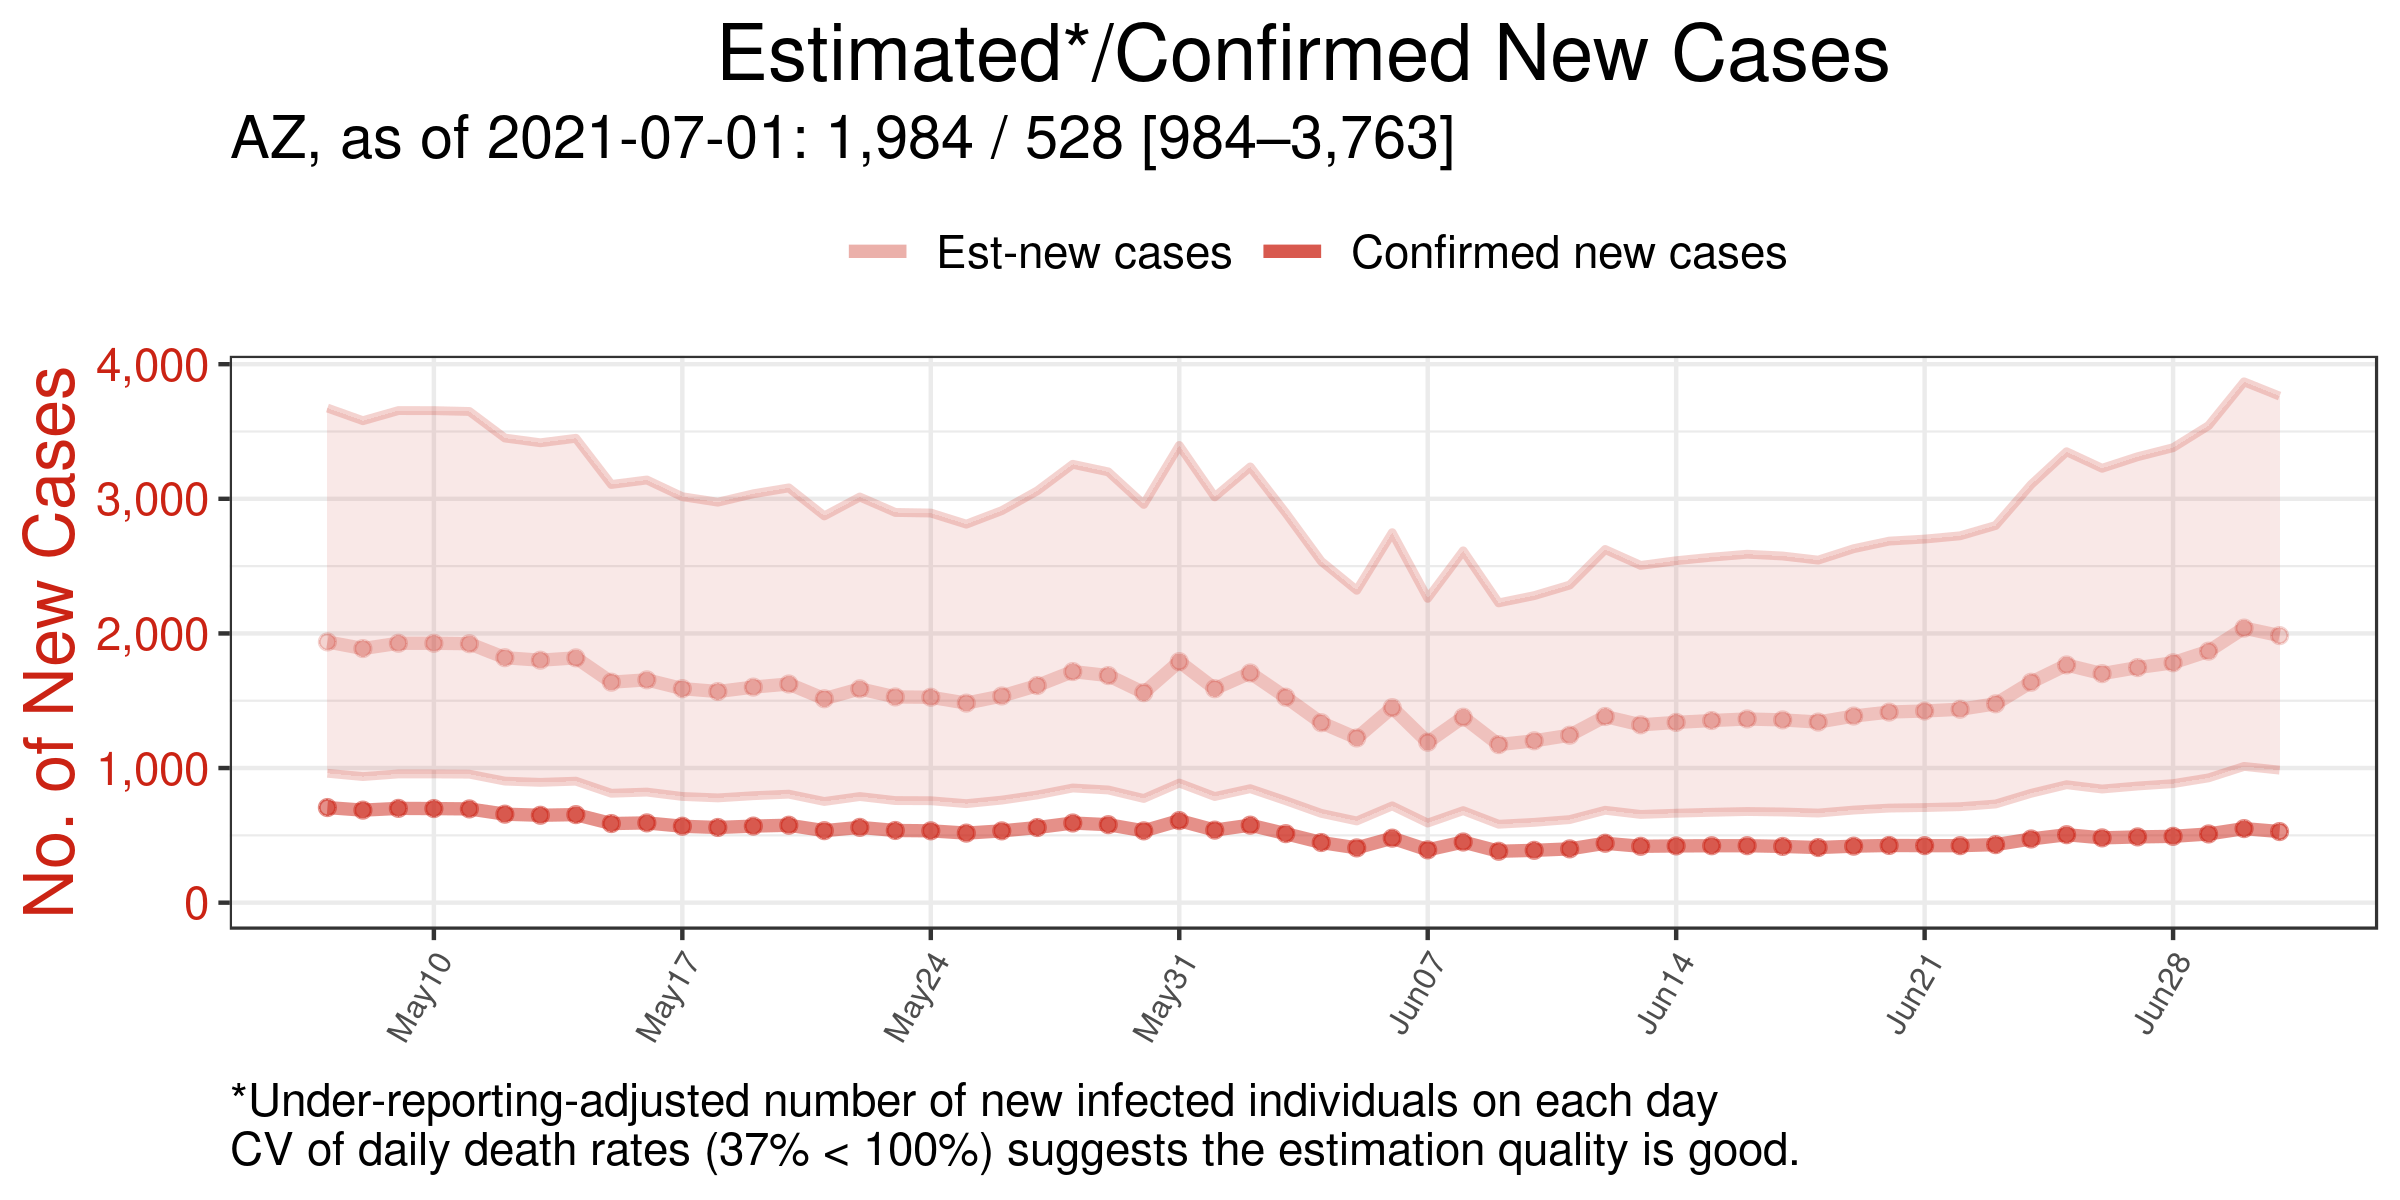 Estimated*/Confirmed New Cases
AZ, as of 2021-07-01: 1,984 / 528 [984–3,763]
Est-new cases Confirmed new cases
No. of New Cases
4,000
3,000
2,000
1,000
0
May10 May17 May24 May31 Jun07 Jun14 Jun21 Jun28
*Under-reporting-adjusted number of new infected individuals on each day
CV of daily death rates (37% < 100%) suggests the estimation quality is good.